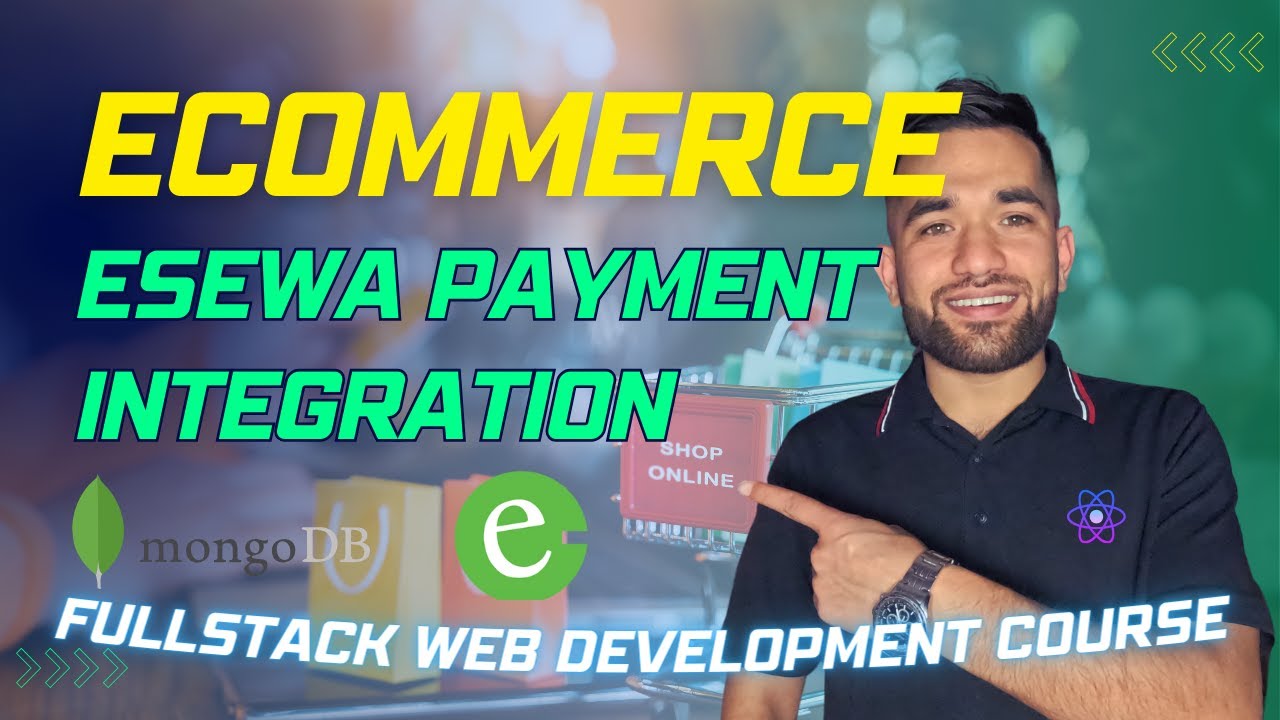 ECOMMERCE
ESEWA PAYMENT
INTEGRATION
SHOP
ONLINE
mongoDB
e
FULLSTACK WEB DEVELOPMENT COURSE